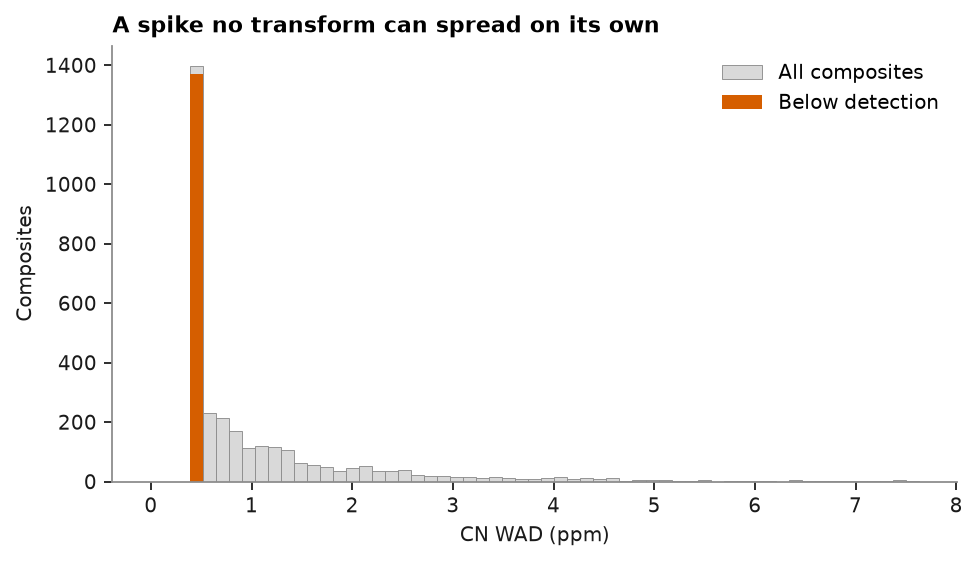 A spike no transform can spread on its own
All composites
Below detection
1400
1200
1000
800
600
400
200
0
Composites
0 1 2 3 4 5 6 7 8
CN WAD (ppm)